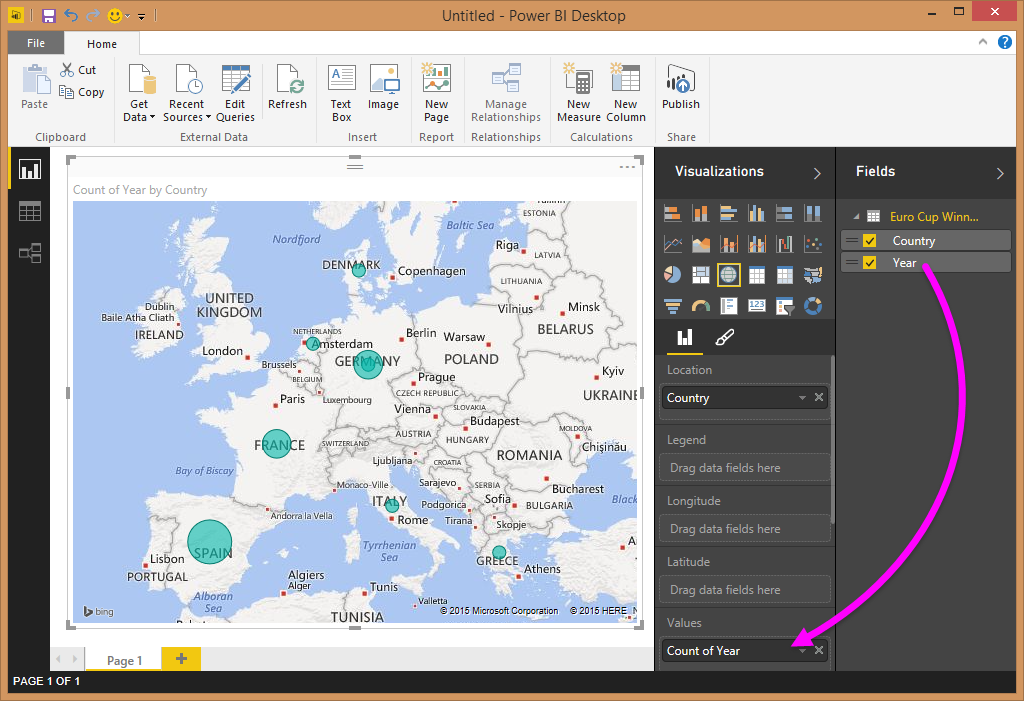 Untitled - Power BI Desktop
File
Home
Paste
Cut
Copy
Get Data
Recent Sources
Edit Queries
Refresh
Text Box
Image
New Page
Manage Relationships
New Measure
New Column
Publish
Clipboard
External Data
Insert
Report
Relationships
Calculations
Share
Count of Year by Country
Tallinn
ESTONIA
Baltic Sea
Nordfjord
Riga
LATVIA
DENMARK
Copenhagen
LITHUANIA
UNITED KINGDOM
Vilnius
Minsk
Dublin
Baile Atha Cliath
IRELAND
BELARUS
NETHERLANDS
Amsterdam
Berlin
Warsaw
London
GERMANY
POLAND
Brussels
BELGIUM
Prague
Kyiv
CZECH REPUBLIC
UKRAINE
Paris
Luxembourg
Vienna
SLOVAKIA
Budapest
MOLDOVA
AUSTRIA
HUNGARY
Chişinău
FRANCE
SWITZERLAND
Ljubljana
CROATIA
ROMANIA
Bay of Biscay
Monaco-Ville
Sarajevo
SERBIA
Bucharest
ITALY
Podgorica
Sofia
BULGARIA
Black
Andorra la Vella
Rome
Tirana
Skopje
SPAIN
Lisbon
PORTUGAL
Tyrrhenian Sea
GREECE
Athens
A
Alboran Sea
Algiers
Alger
Tunis
Valletta
TUNISIA
bing
© 2015 Microsoft Corporation
© 2015 HERE
Page 1
PAGE 1 OF 1
Visualizations
123
Location
Country
Legend
Drag data fields here
Longitude
Drag data fields here
Latitude
Drag data fields here
Values
Count of Year
Fields
Euro Cup Winn...
Country
Year